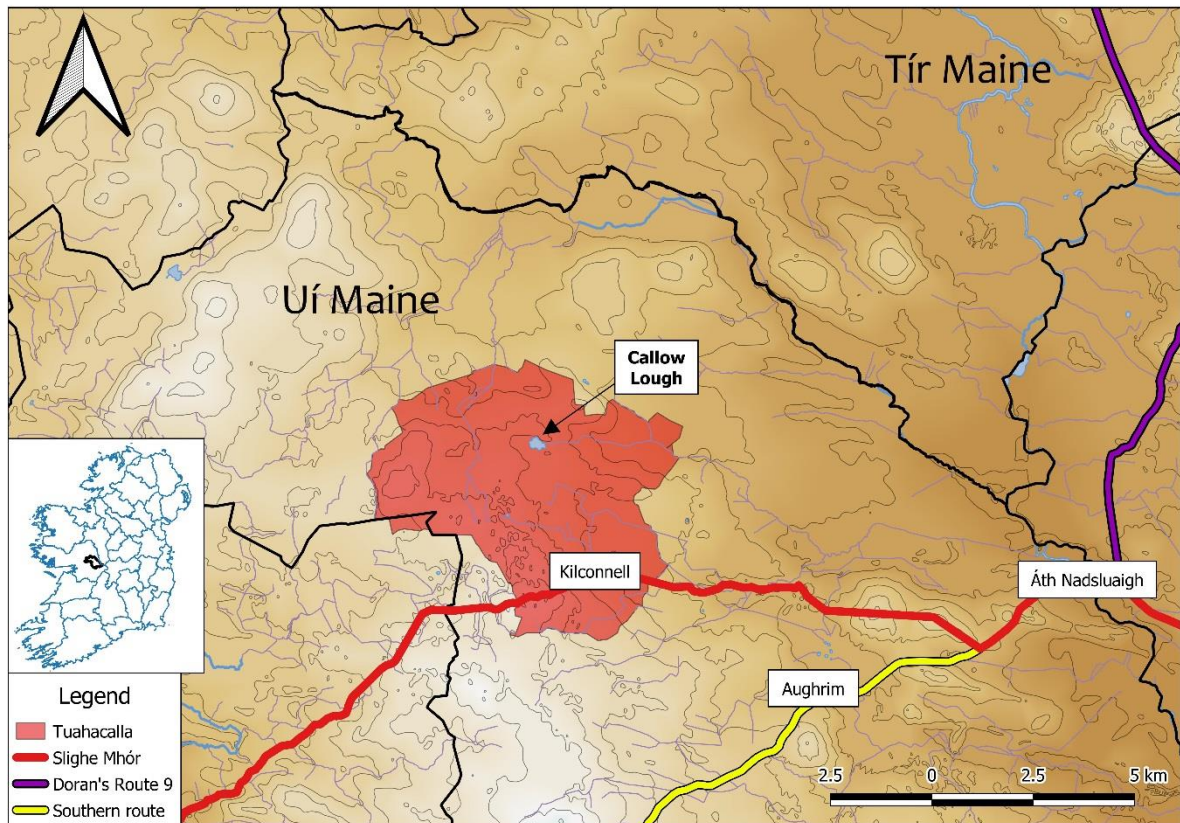 Tír Maine
Uí Maine
Callow
Lough
Kilconnell
Áth Nadsluaigh
Aughrim
Legend
Tuahacalla
Slighe Mhór
Doran's Route 9
Southern route
2.5 0 2.5 5 km